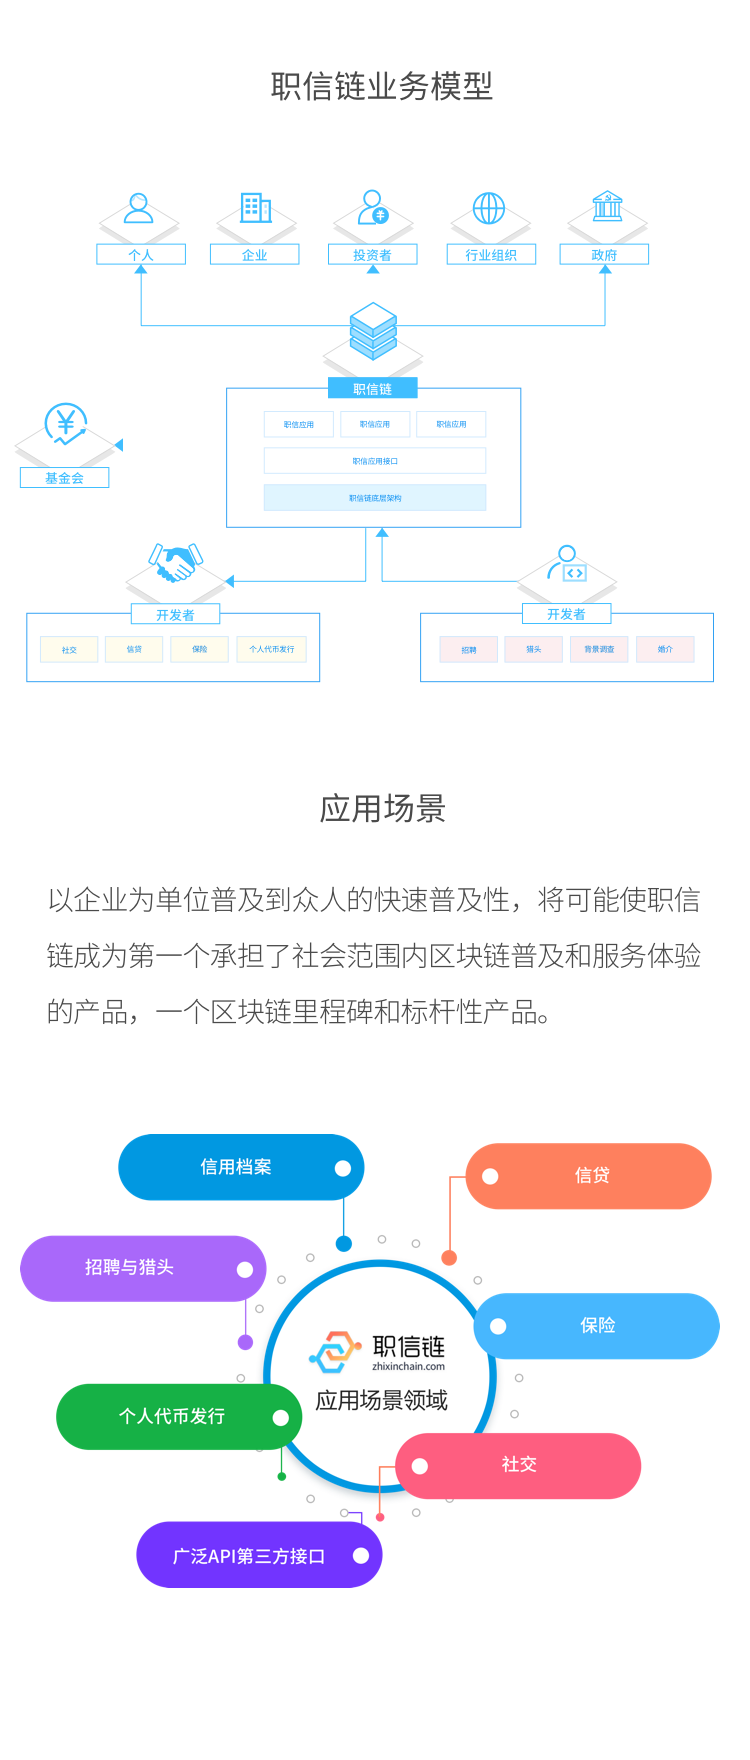 职信链业务模型
个人
企业
投资者
行业组织
政府
职信链
职信应用
职信应用
职信应用
职信应用接口
职信链底层架构
基金会
开发者
社交
信贷
保险
个人代币发行
开发者
招聘
猎头
背景调查
婚介
应用场景
以企业为单位普及到众人的快速普及性，将可能使职信
链成为第一个承担了社会范围内区块链普及和服务体验
的产品，一个区块链里程碑和标杆性产品。
信用档案
信贷
招聘与猎头
保险
职信链
zhixinchain.com
应用场景领域
个人代币发行
社交
广泛API第三方接口